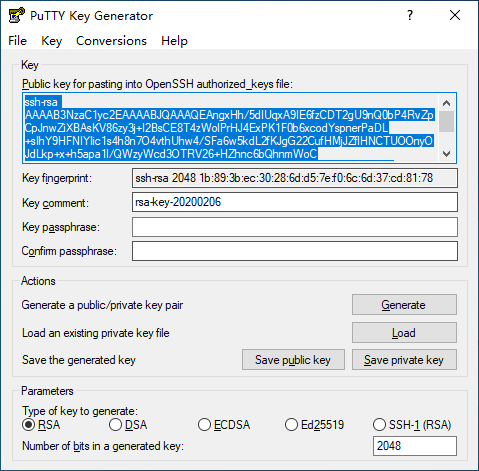 PuTTY Key Generator
?
File Key Conversions Help
Key
Public key for pasting into OpenSSH authorized_keys file:
ssh-rsa
AAAAB3NzaC1yc2EAAAABJQAAAQEAngxHh/5dIUqxA9IE6fzCDT2gU9nQ0bP4RvZp
CpJnwZiXBAsKV86zy3j+l2BsCE8T4zWoIPrHJ4ExPK1F0b6xcodYspnerPaDL
+slhY9HFNIYlic1s4h8n7O4vthUhw4/SFa6w5kdL2fKJgG22CufHMjJZflHNCTUOOnyO
JdLkp+x+h5apa1l/QWzyWcd3OTRV26+HZhnc6bQhnmWoC
Key fingerprint: ssh-rsa 2048 1b:89:3b:ec:30:28:6d:d5:7e:f0:6c:6d:37:cd:81:78
Key comment: rsa-key-20200206
Key passphrase:
Confirm passphrase:
Actions
Generate a public/private key pair Generate
Load an existing private key file Load
Save the generated key Save public key Save private key
Parameters
Type of key to generate:
RSA DSA ECDSA Ed25519 SSH-1 (RSA)
Number of bits in a generated key: 2048